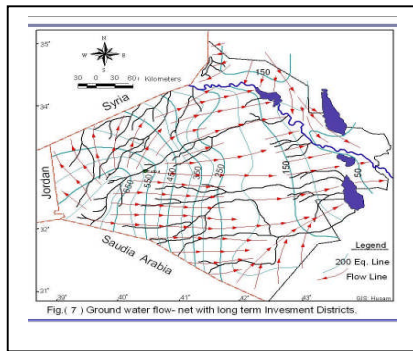 35°
N
W
E
S
30 0 30 60 Kilometers
150
34°
Syria
Jordan
550
450
150
50
32°
Saudia Arabia
Legend
200 Eq. Line
Flow Line
31°
39°
40°
41°
42°
43°
GIS: Husam
Fig.( 7 ) Ground water flow- net with long term Invesment Districts.